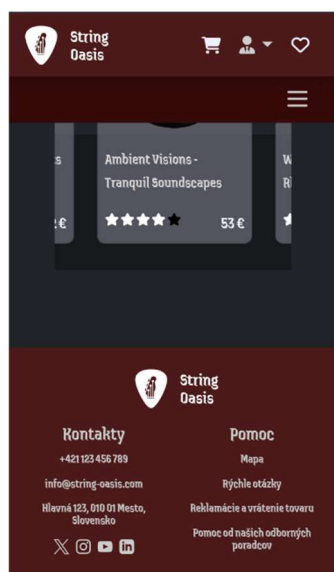 String
Oasis
Ambient Visions -
Tranquil Soundscapes
53 €
String
Oasis
Kontakty
+421 123 456 789
info@string-oasis.com
Hlavná 123, 010 01 Mesto,
Slovensko
Pomoc
Mapa
Rýchle otázky
Reklamácie a vrátenie tovaru
Pomoc od našich odborných
poradcov